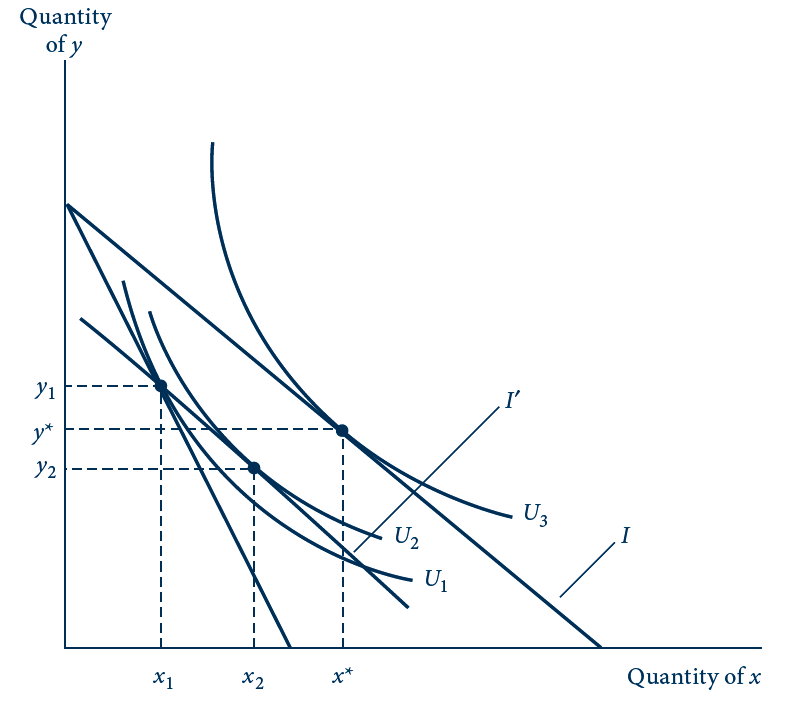 Quantity
of y
y₁
y*
y₂
I′
U₃
I
U₂
U₁
x₁
x₂
x*
Quantity of x